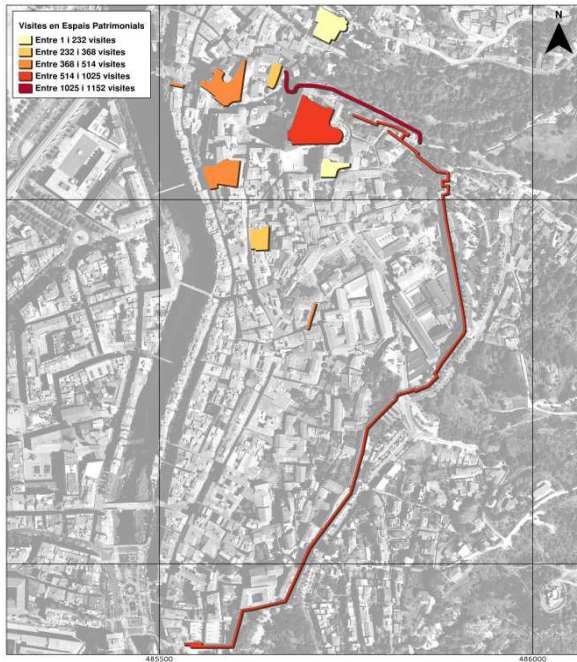 Visites en Espais Patrimonials
Entre 1 i 232 visites
Entre 232 i 368 visites
Entre 368 i 514 visites
Entre 514 i 1025 visites
Entre 1025 i 1152 visites
N
485500
486000